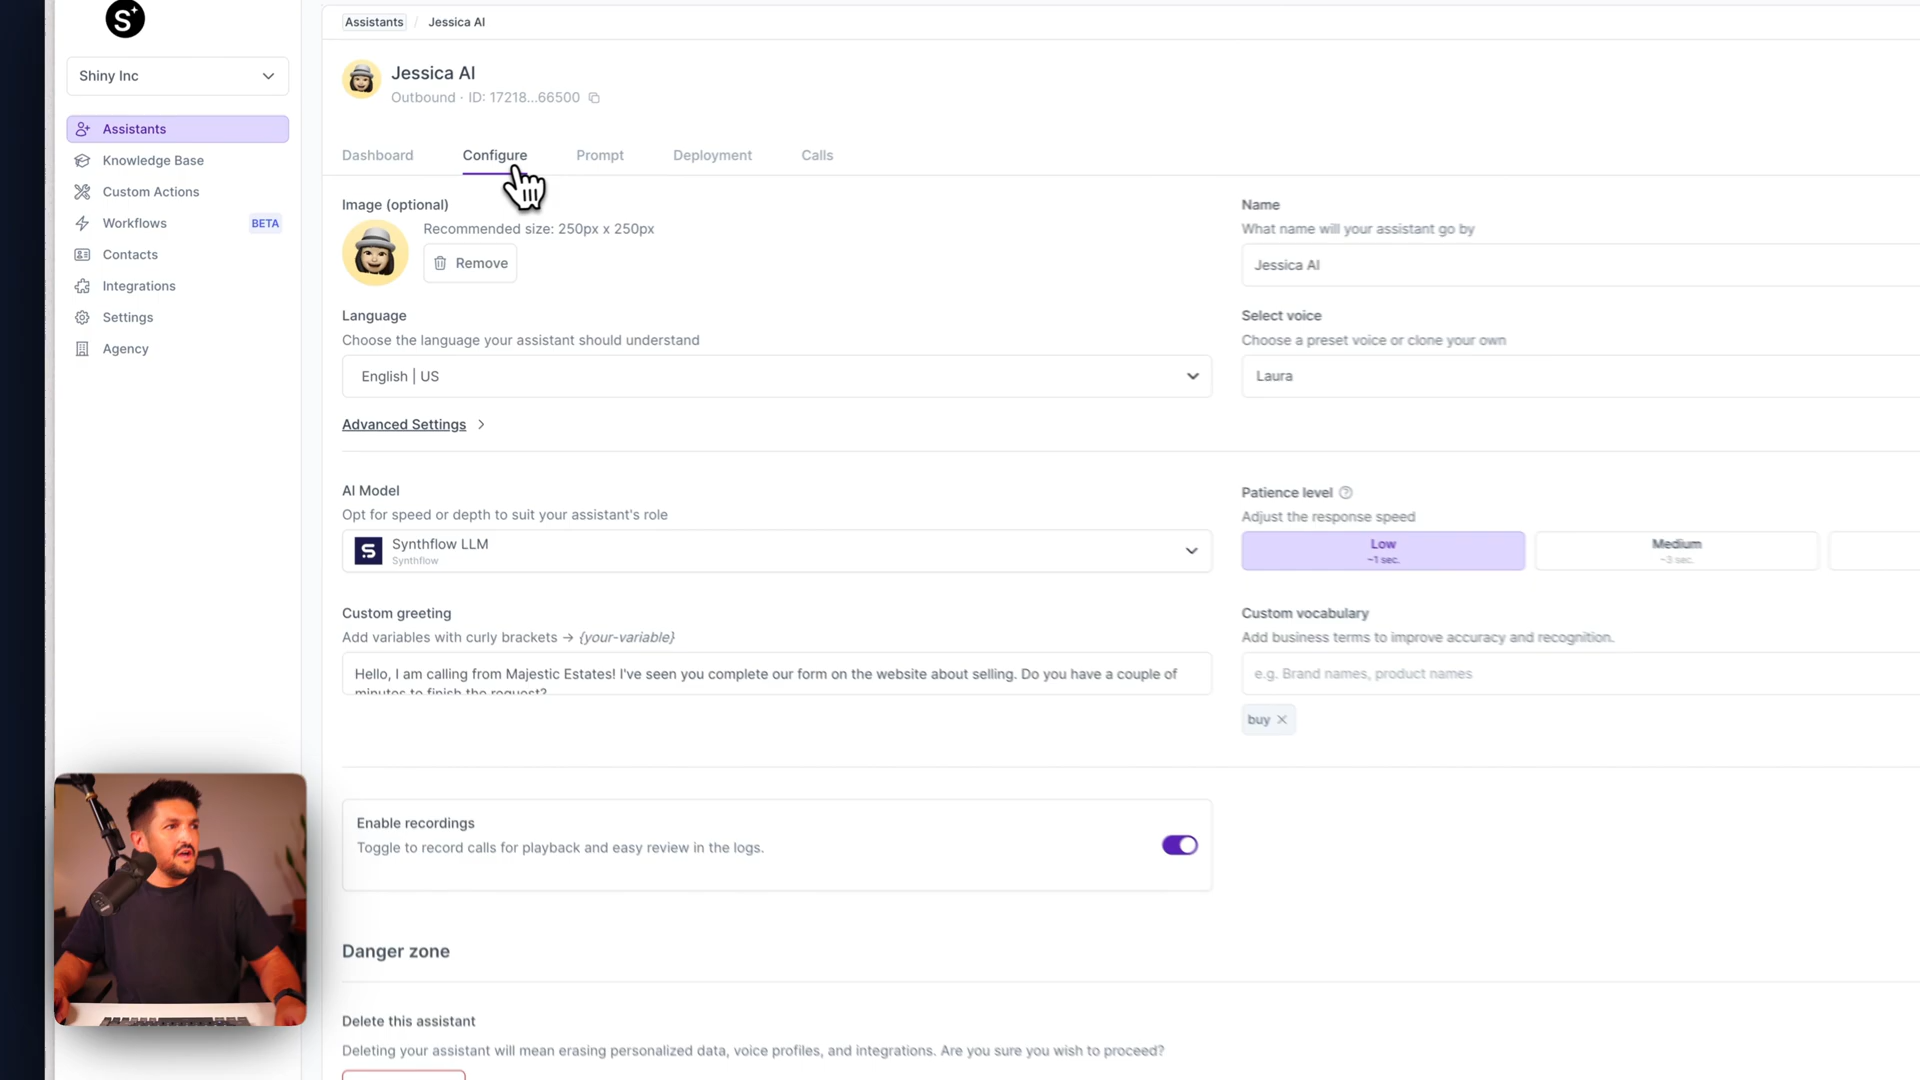 S
Shiny Inc
Assistants
Knowledge Base
Custom Actions
Workflows BETA
Contacts
Integrations
Settings
Agency
Assistants / Jessica AI
Jessica AI
Outbound · ID: 17218...66500
Dashboard Configure Prompt Deployment Calls
Image (optional)
Recommended size: 250px x 250px
Remove
Name
What name will your assistant go by
Jessica AI
Language
Choose the language your assistant should understand
English | US
Select voice
Choose a preset voice or clone your own
Laura
Advanced Settings
AI Model
Opt for speed or depth to suit your assistant's role
Synthflow LLM
Synthflow
Patience level
Adjust the response speed
Low
~1 sec.
Medium
~3 sec.
Custom greeting
Add variables with curly brackets → {your-variable}
Hello, I am calling from Majestic Estates! I've seen you complete our form on the website about selling. Do you have a couple of
minutes to finish the request?
Custom vocabulary
Add business terms to improve accuracy and recognition.
e.g. Brand names, product names
buy
Enable recordings
Toggle to record calls for playback and easy review in the logs.
Danger zone
Delete this assistant
Deleting your assistant will mean erasing personalized data, voice profiles, and integrations. Are you sure you wish to proceed?